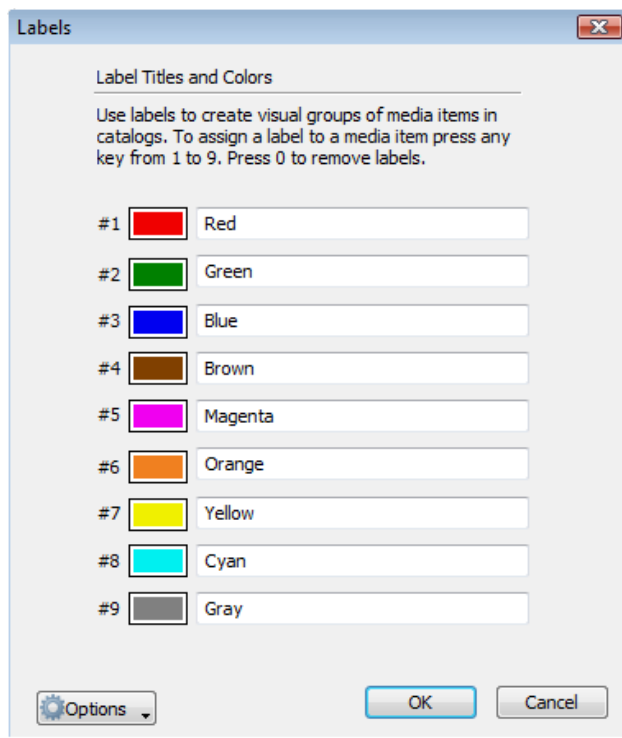 Labels
Label Titles and Colors
Use labels to create visual groups of media items in
catalogs. To assign a label to a media item press any
key from 1 to 9. Press 0 to remove labels.
#1 Red
#2 Green
#3 Blue
#4 Brown
#5 Magenta
#6 Orange
#7 Yellow
#8 Cyan
#9 Gray
Options OK Cancel